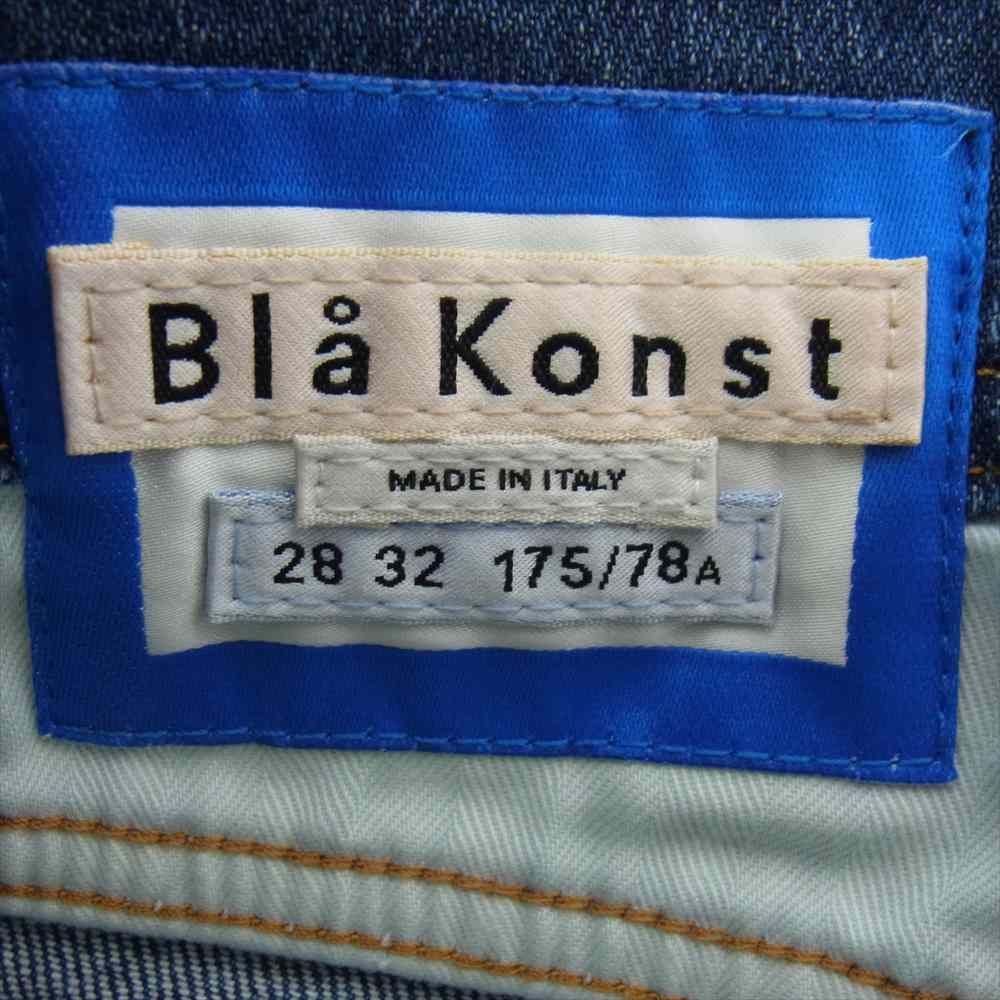 Blå Konst
MADE IN ITALY
28 32 175/78A